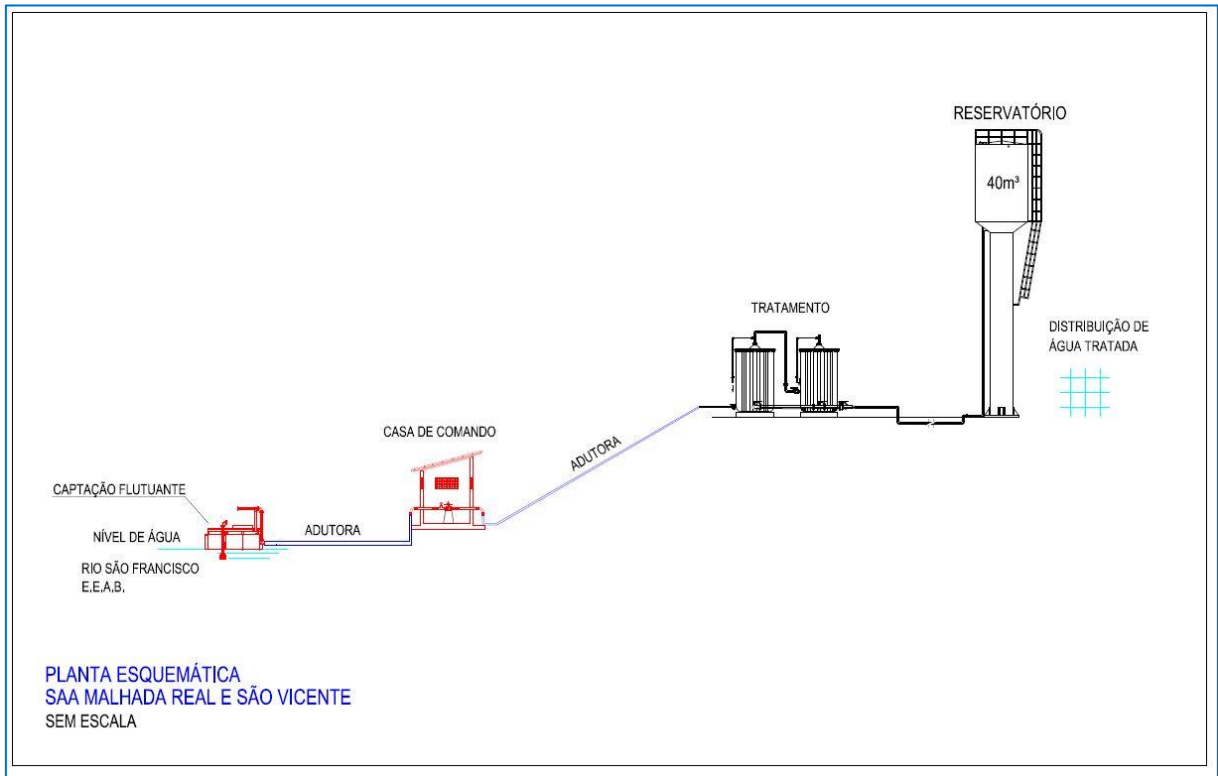 RESERVATÓRIO
40m³
TRATAMENTO
DISTRIBUIÇÃO DE
ÁGUA TRATADA
CASA DE COMANDO
ADUTORA
CAPTAÇÃO FLUTUANTE
NÍVEL DE ÁGUA
ADUTORA
RIO SÃO FRANCISCO
E.E.A.B.
PLANTA ESQUEMÁTICA
SAA MALHADA REAL E SÃO VICENTE
SEM ESCALA